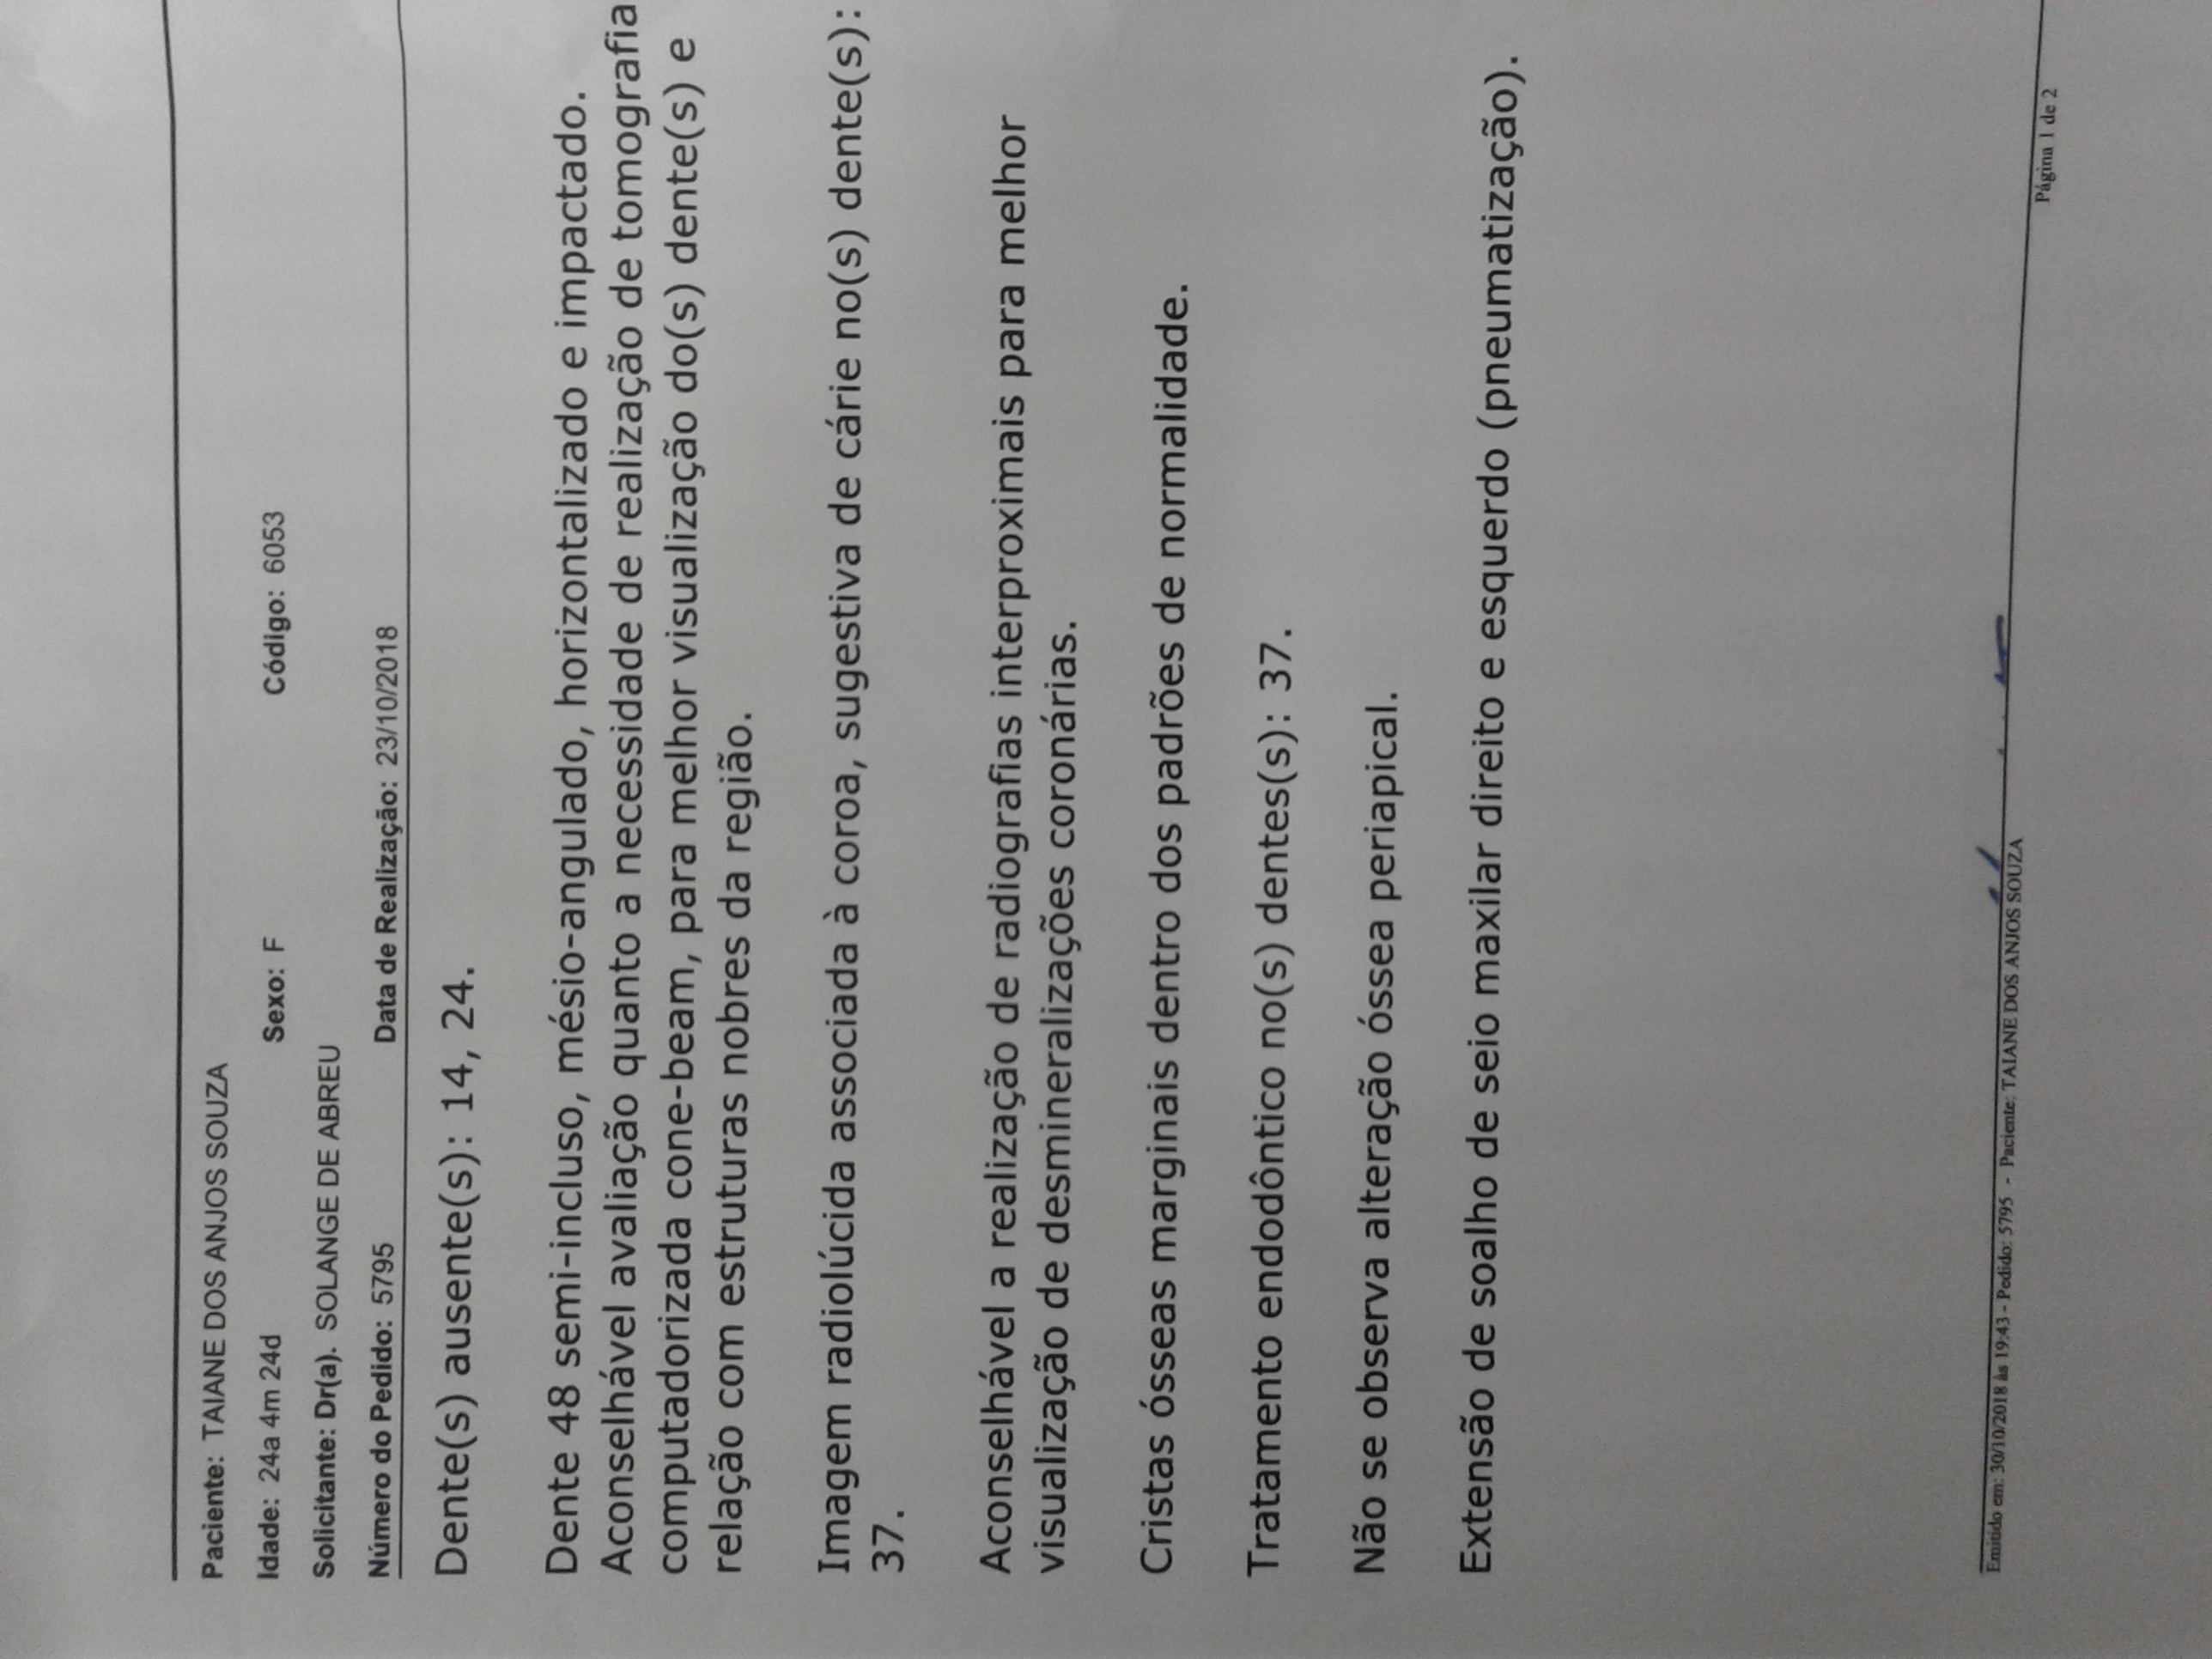 Paciente: TAIANE DOS ANJOS SOUZA
Idade: 24a 4m 24d Sexo: F Código: 6053
Solicitante: Dr(a). SOLANGE DE ABREU
Número do Pedido: 5795 Data de Realização: 23/10/2018
Dente(s) ausente(s): 14, 24.
Dente 48 semi-incluso, mésio-angulado, horizontalizado e impactado.
Aconselhável avaliação quanto a necessidade de realização de tomografia
computadorizada cone-beam, para melhor visualização do(s) dente(s) e
relação com estruturas nobres da região.
Imagem radiolúcida associada à coroa, sugestiva de cárie no(s) dente(s):
37.
Aconselhável a realização de radiografias interproximais para melhor
visualização de desmineralizações coronárias.
Cristas ósseas marginais dentro dos padrões de normalidade.
Tratamento endodôntico no(s) dentes(s): 37.
Não se observa alteração óssea periapical.
Extensão de soalho de seio maxilar direito e esquerdo (pneumatização).
Emitido em: 30/10/2018 às 19:43 - Pedido: 5795 - Paciente: TAIANE DOS ANJOS SOUZA
Página 1 de 2